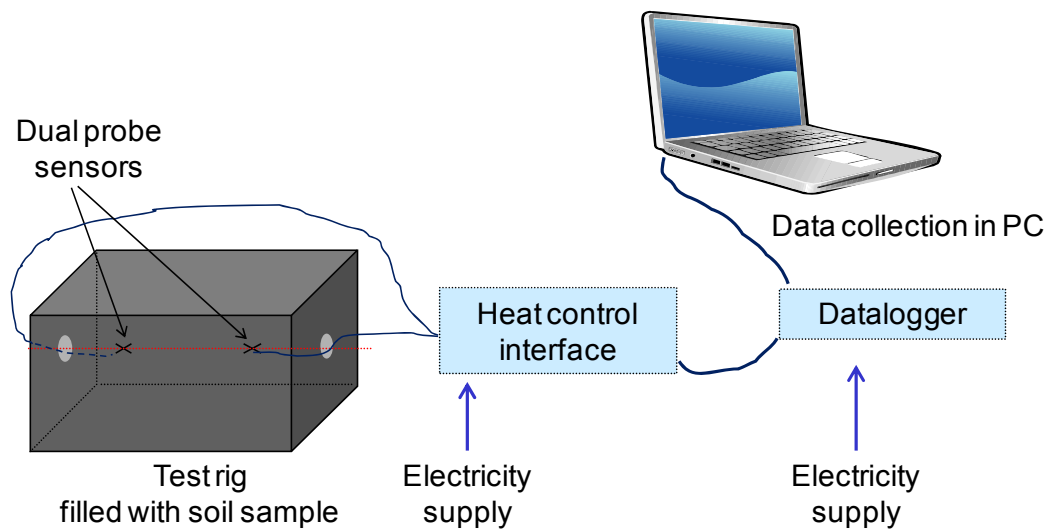 Dual probe
sensors
Data collection in PC
Heat control
interface
Datalogger
Test rig
filled with soil sample
Electricity
supply
Electricity
supply